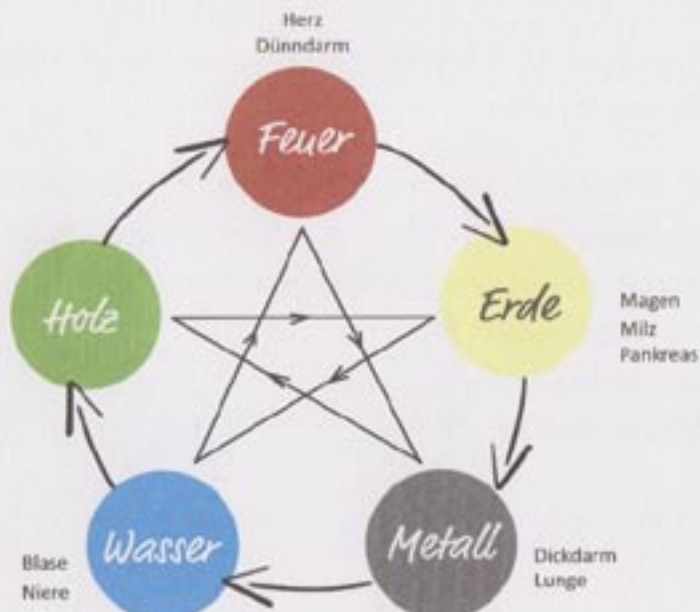 Herz
Dünndarm
Feuer
Holz
Erde
Magen
Milz
Pankreas
Wasser
Metall
Blase
Niere
Dickdarm
Lunge